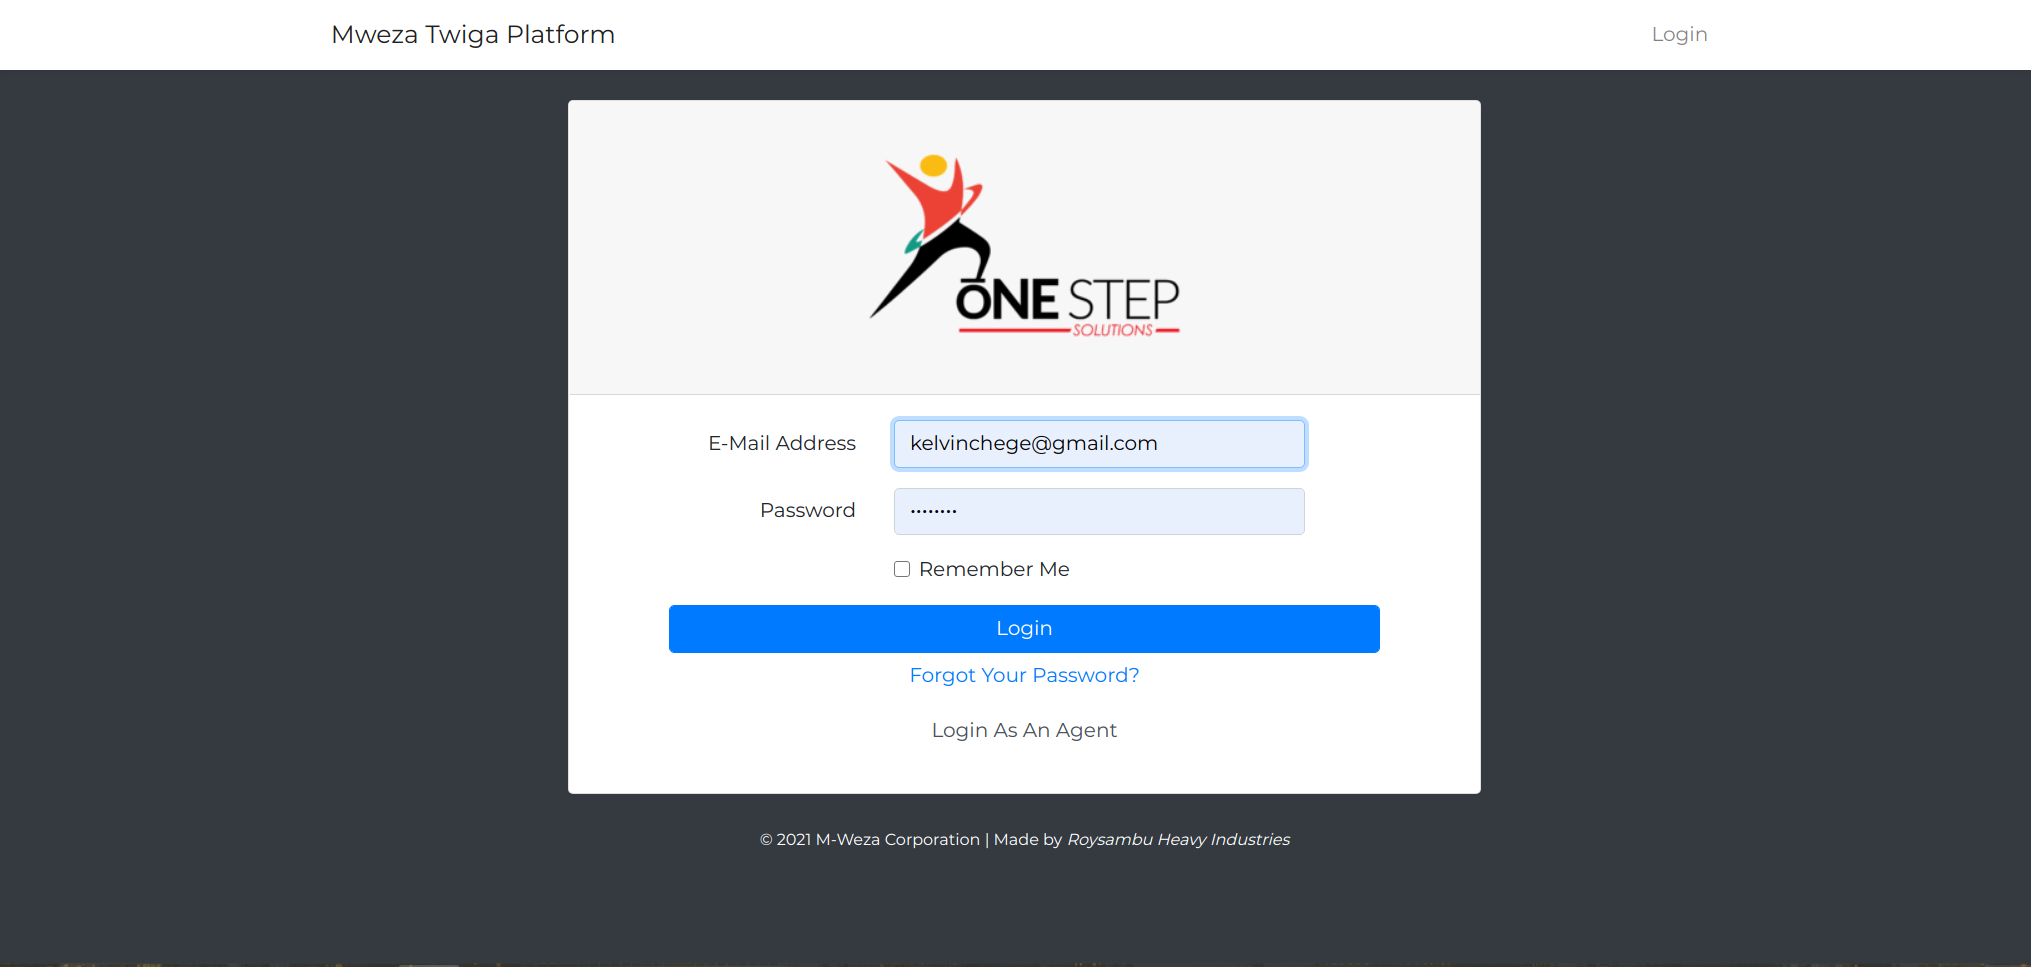 Mweza Twiga Platform
Login
ONE STEP
SOLUTIONS
E-Mail Address
kelvinchege@gmail.com
Password
••••••••
Remember Me
Login
Forgot Your Password?
Login As An Agent
© 2021 M-Weza Corporation | Made by Roysambu Heavy Industries